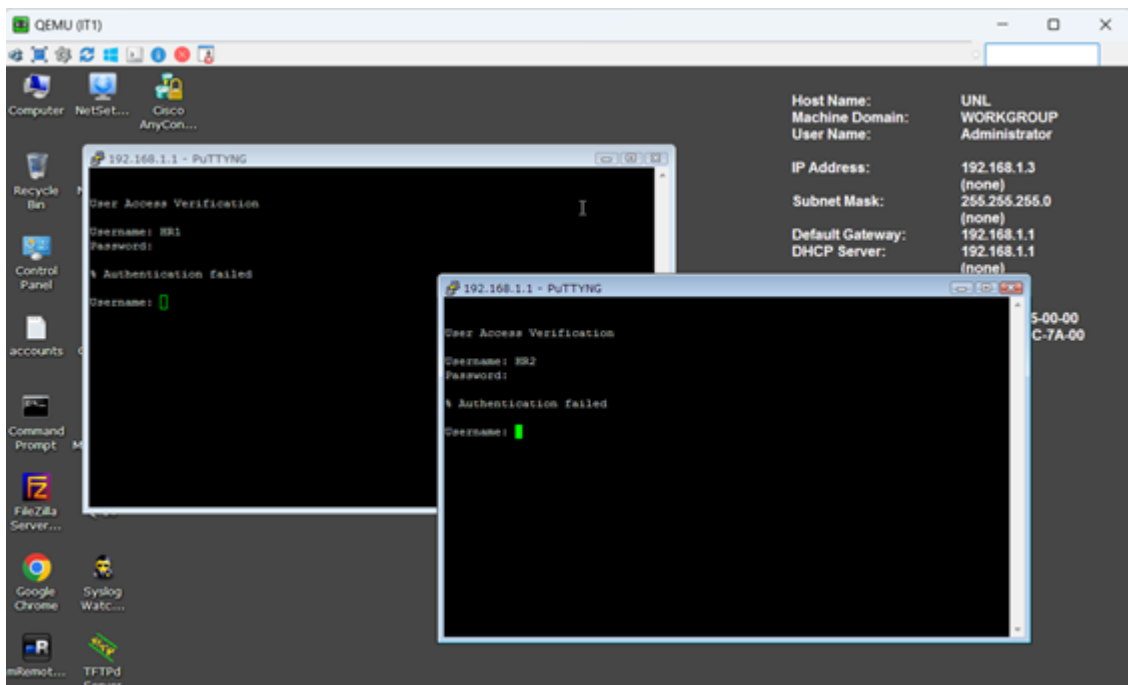 QEMU (IT1)
Computer
NetSet...
Cisco
AnyCon...
Host Name: UNL
Machine Domain: WORKGROUP
User Name: Administrator
IP Address: 192.168.1.3
(none)
Subnet Mask: 255.255.255.0
(none)
Default Gateway: 192.168.1.1
DHCP Server: 192.168.1.1
(none)
5-00-00
C-7A-00
Recycle
Bin
Control
Panel
accounts
Command
Prompt
FileZilla
Server...
Google
Chrome
Syslog
Watc...
mRemot...
TFTPd
192.168.1.1 - PuTTYNG
User Access Verification
Username: HR1
Password:
% Authentication failed
Username:
192.168.1.1 - PuTTYNG
User Access Verification
Username: HR2
Password:
% Authentication failed
Username: